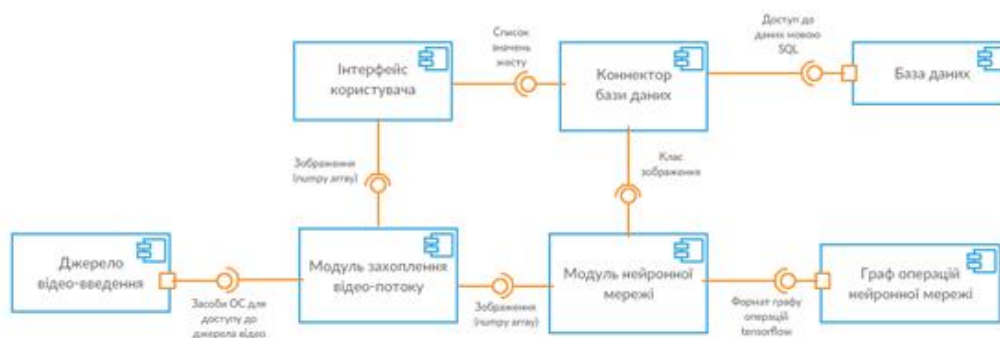 Інтерфейс
користувача
Список
значень
жесту
Коннектор
бази даних
Доступ до
даних мовою
SQL
База даних
Зображення
(numpy array)
Клас
зображення
Джерело
відео-введення
Засоби ОС для
доступу до
джерела відео
Модуль захоплення
відео-потоку
Зображення
(numpy array)
Модуль нейронної
мережі
Формат графу
операцій
tensorflow
Граф операцій
нейронної мережі